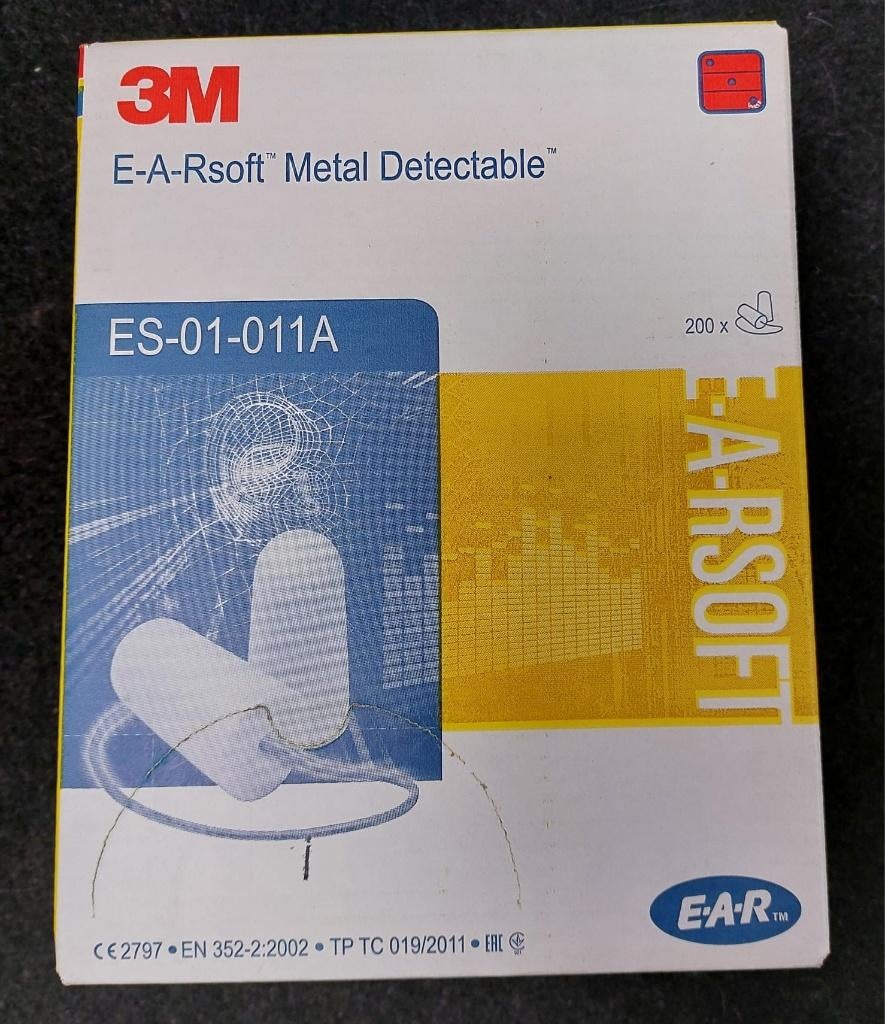 3M
E-A-Rsoft™ Metal Detectable™
ES-01-011A
200 x
E-A-RSOFT
E·A·R™
CE 2797 • EN 352-2:2002 • TP TC 019/2011 • EAC